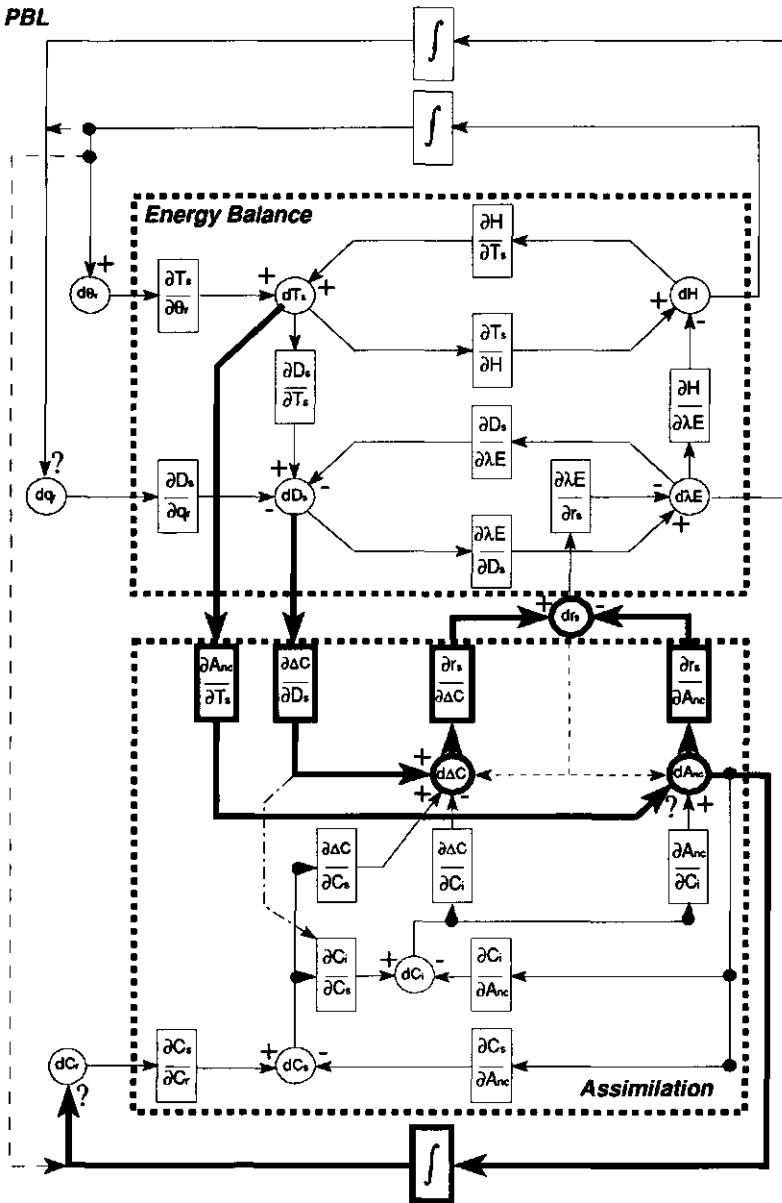 PBL
∫
∫
Energy Balance
∂H
∂Tₛ
+
dθᵣ
∂Tₛ
∂θᵣ
+
dTₛ
+
+
dH
-
∂Dₛ
∂Tₛ
∂Tₛ
∂H
∂H
∂λE
?
dqᵣ
∂Dₛ
∂qᵣ
+
-
dDₛ
-
∂Dₛ
∂λE
∂λE
∂rₛ
-
dλE
+
∂λE
∂Dₛ
+
drₛ
-
∂Aₙc
∂Tₛ
∂ΔC
∂Dₛ
∂rₛ
∂ΔC
∂rₛ
∂Aₙc
+
dΔC
+
-
dAₙc
?
+
∂ΔC
∂Cₛ
∂ΔC
∂Cᵢ
∂Aₙc
∂Cᵢ
∂Cᵢ
∂Cₛ
+
dCᵢ
-
∂Cᵢ
∂Aₙc
dCᵣ
?
∂Cₛ
∂Cᵣ
+
dCₛ
-
∂Cₛ
∂Aₙc
Assimilation
∫